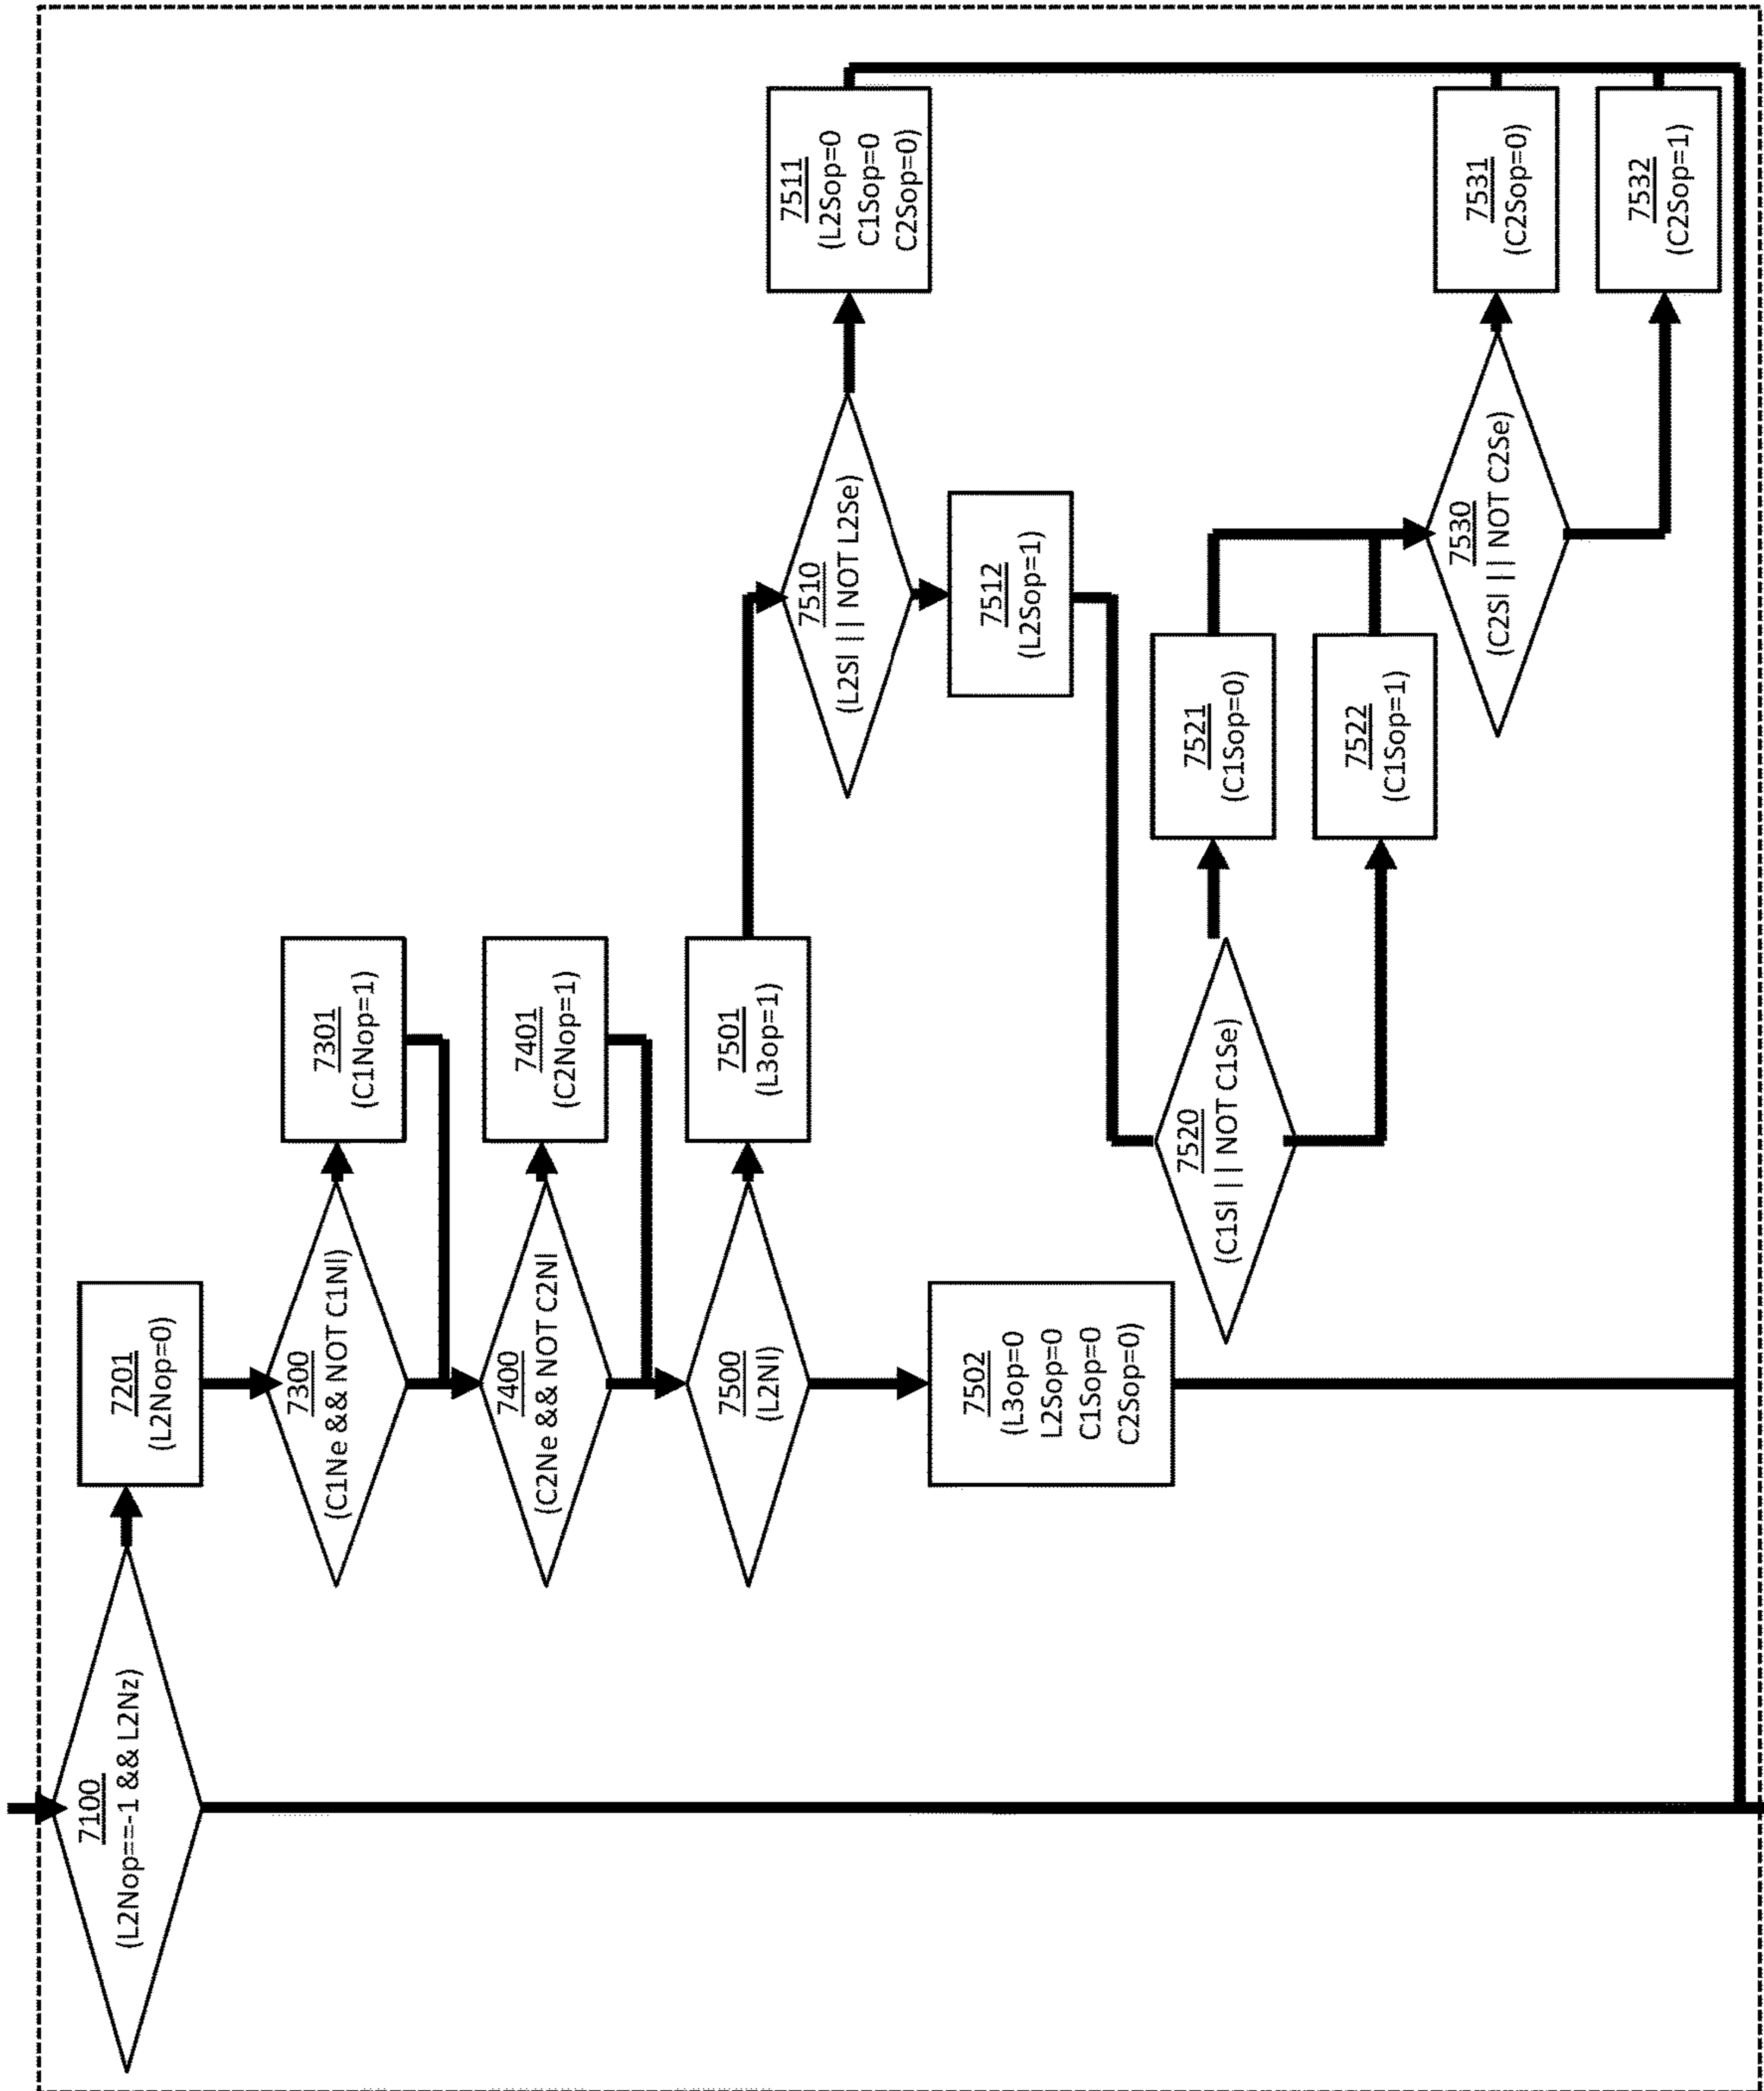 7100
(L2Nop==-1 && L2Nz)
7201
(L2Nop=0)
7300
(C1Ne && NOT C1Nl)
7301
(C1Nop=1)
7400
(C2Ne && NOT C2Nl
7401
(C2Nop=1)
7500
(L2Nl)
7501
(L3op=1)
7502
(L3op=0
L2Sop=0
C1Sop=0
C2Sop=0)
7510
(L2Sl || NOT L2Se)
7511
(L2Sop=0
C1Sop=0
C2Sop=0)
7512
(L2Sop=1)
7520
(C1Sl || NOT C1Se)
7521
(C1Sop=0)
7522
(C1Sop=1)
7530
(C2Sl || NOT C2Se)
7531
(C2Sop=0)
7532
(C2Sop=1)